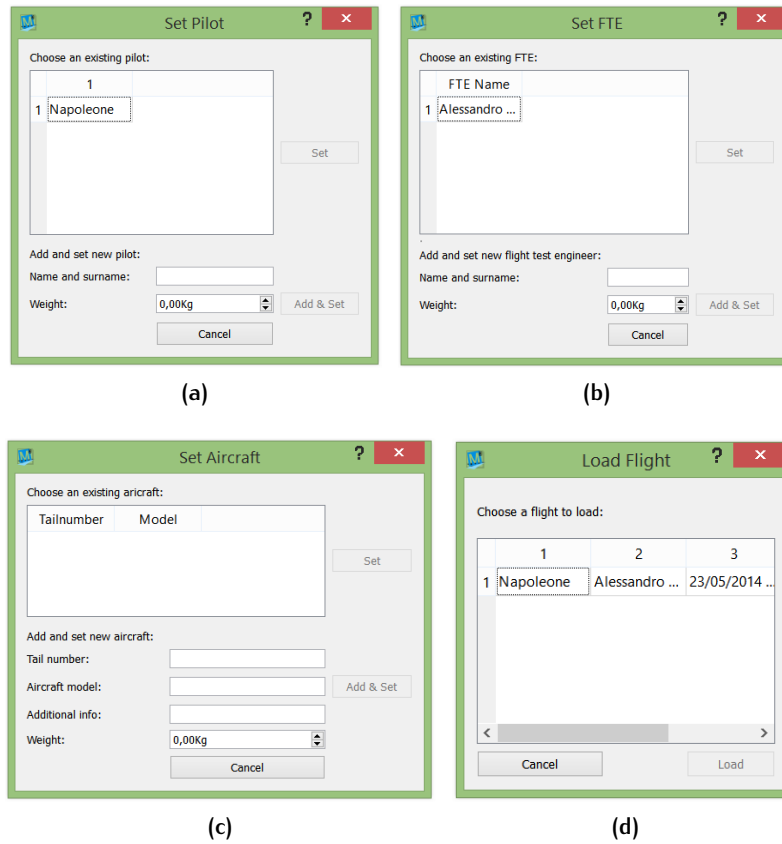 Set Pilot ?
Choose an existing pilot:
1
1 Napoleone
Set
Add and set new pilot:
Name and surname:
Weight: 0,00Kg Add & Set
Cancel
(a)
Set FTE ?
Choose an existing FTE:
FTE Name
1 Alessandro ...
Set
Add and set new flight test engineer:
Name and surname:
Weight: 0,00Kg Add & Set
Cancel
(b)
Set Aircraft ?
Choose an existing aricraft:
Tailnumber Model
Set
Add and set new aircraft:
Tail number:
Aircraft model: Add & Set
Additional info:
Weight: 0,00Kg
Cancel
(c)
Load Flight ?
Choose a flight to load:
1 2 3
1 Napoleone Alessandro ... 23/05/2014 ...
Cancel Load
(d)